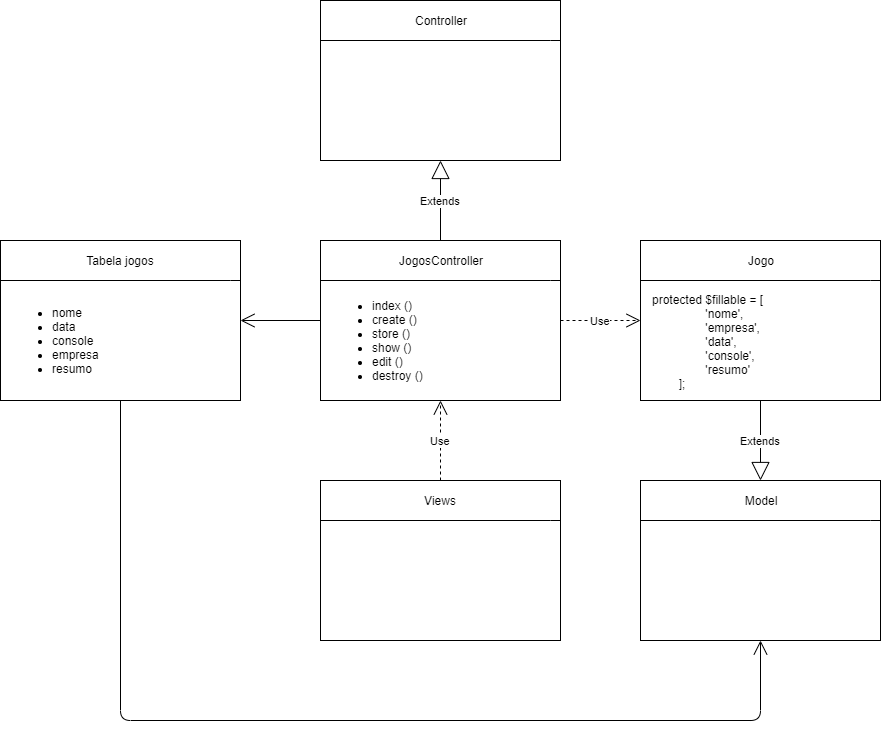 Controller
Extends
Tabela jogos
nome
data
console
empresa
resumo
JogosController
index ()
create ()
store ()
show ()
edit ()
destroy ()
Use
Jogo
protected $fillable = [
'nome',
'empresa',
'data',
'console',
'resumo'
];
Use
Extends
Views
Model